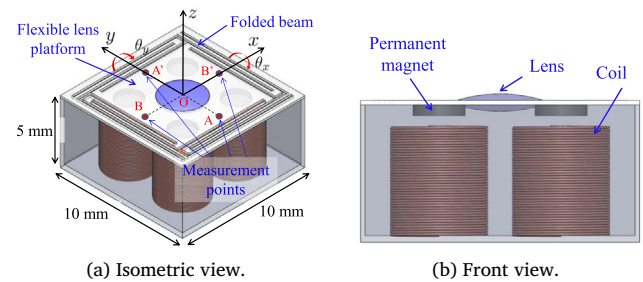 z
Folded beam
Flexible lens
platform
y
θy
x
θx
A'
B'
O
B
A
5 mm
Measurement
points
10 mm
10 mm
(a) Isometric view.
Permanent
magnet
Lens
Coil
(b) Front view.